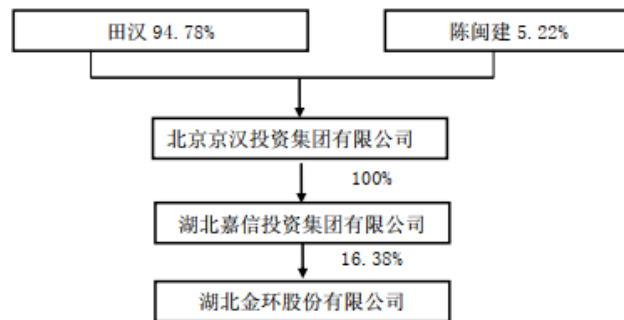 田汉 94.78%
陈闽建 5.22%
北京京汉投资集团有限公司
100%
湖北嘉信投资集团有限公司
16.38%
湖北金环股份有限公司